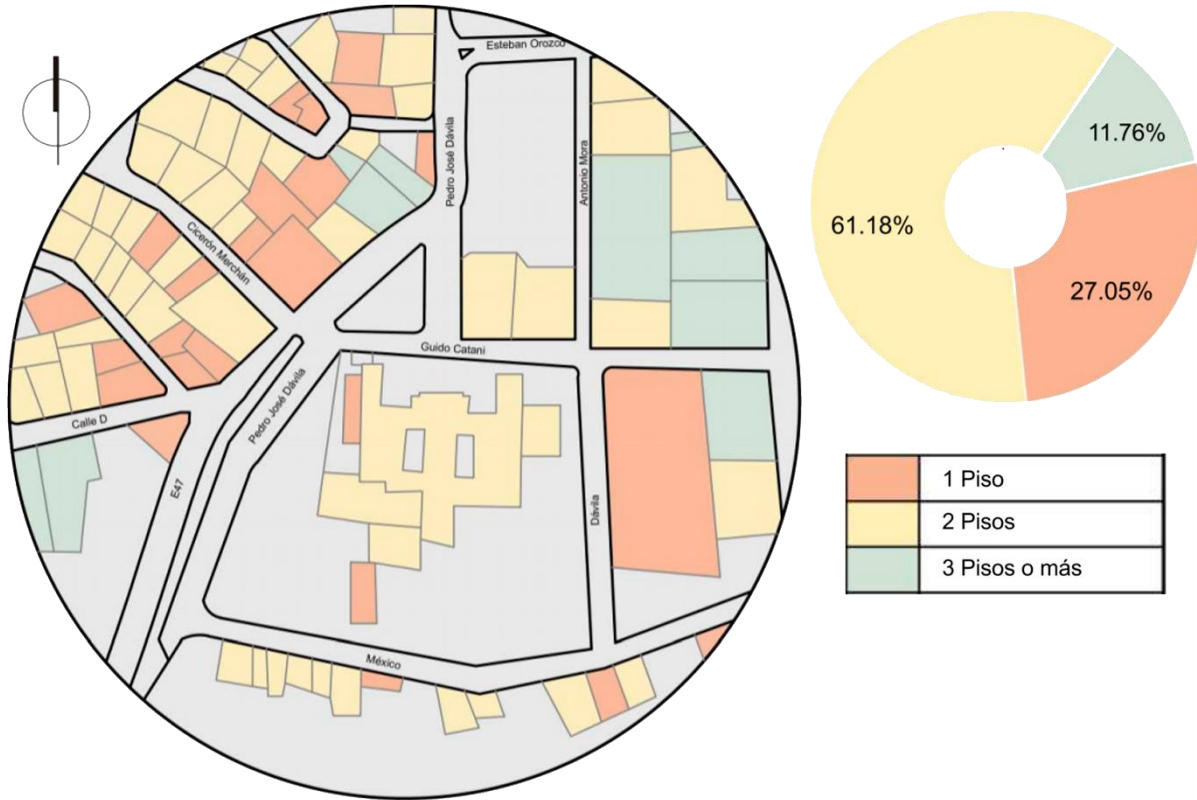 Esteban Orozco
Pedro José Dávila
Antonio Mora
Cicerón Merchán
Guido Catani
Pedro José Dávila
Calle D
E47
Dávila
México
11.76%
61.18%
27.05%
1 Piso
2 Pisos
3 Pisos o más